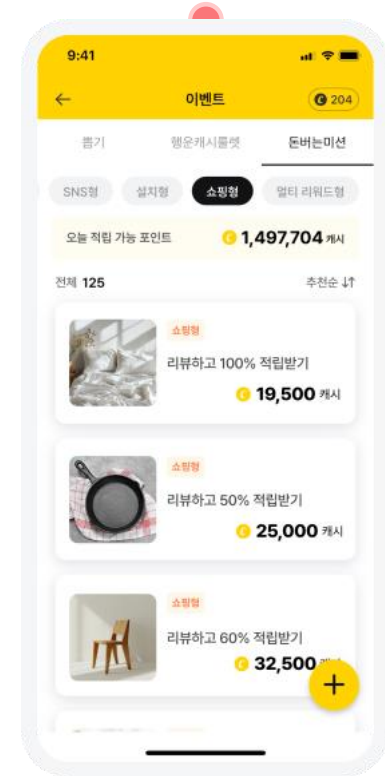 9:41
이벤트
204
뽑기 행운캐시룰렛 돈버는미션
SNS형 설치형 쇼핑형 멀티 리워드형
오늘 적립 가능 포인트 1,497,704 캐시
전체 125 추천순
쇼핑형
리뷰하고 100% 적립받기
19,500 캐시
쇼핑형
리뷰하고 50% 적립받기
25,000 캐시
쇼핑형
리뷰하고 60% 적립받기
32,500